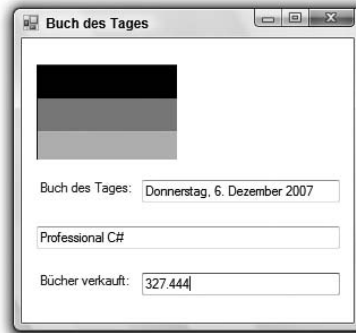 Buch des Tages
Buch des Tages: Donnerstag, 6. Dezember 2007
Professional C#
Bücher verkauft: 327.444